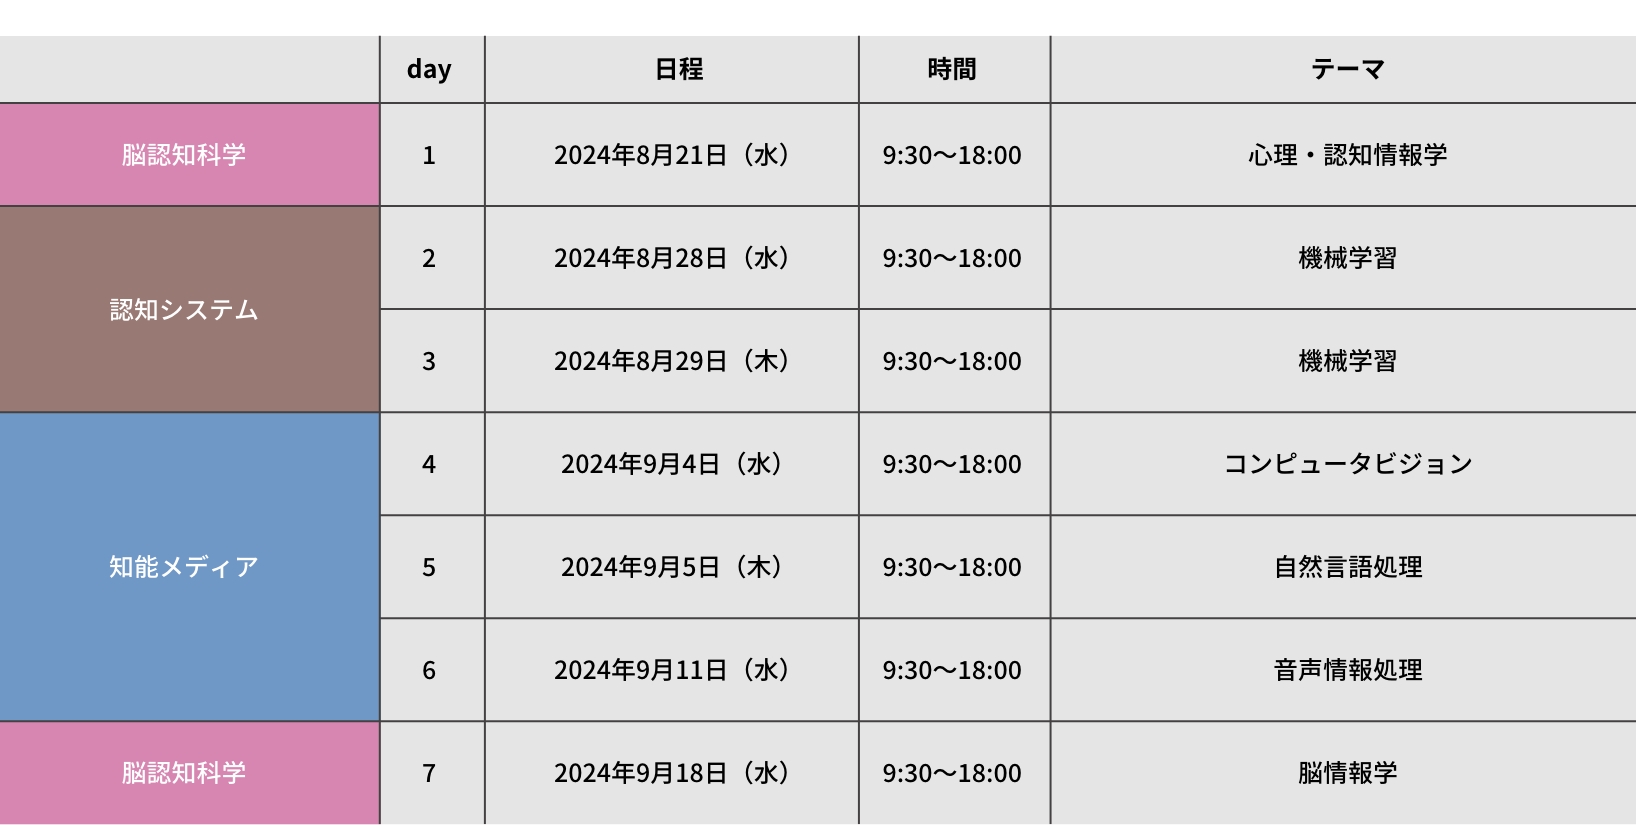 day 日程 時間 テーマ
脳認知科学 1 2024年8月21日（水） 9:30〜18:00 心理・認知情報学
認知システム 2 2024年8月28日（水） 9:30〜18:00 機械学習
3 2024年8月29日（木） 9:30〜18:00 機械学習
知能メディア 4 2024年9月4日（水） 9:30〜18:00 コンピュータビジョン
5 2024年9月5日（木） 9:30〜18:00 自然言語処理
6 2024年9月11日（水） 9:30〜18:00 音声情報処理
脳認知科学 7 2024年9月18日（水） 9:30〜18:00 脳情報学